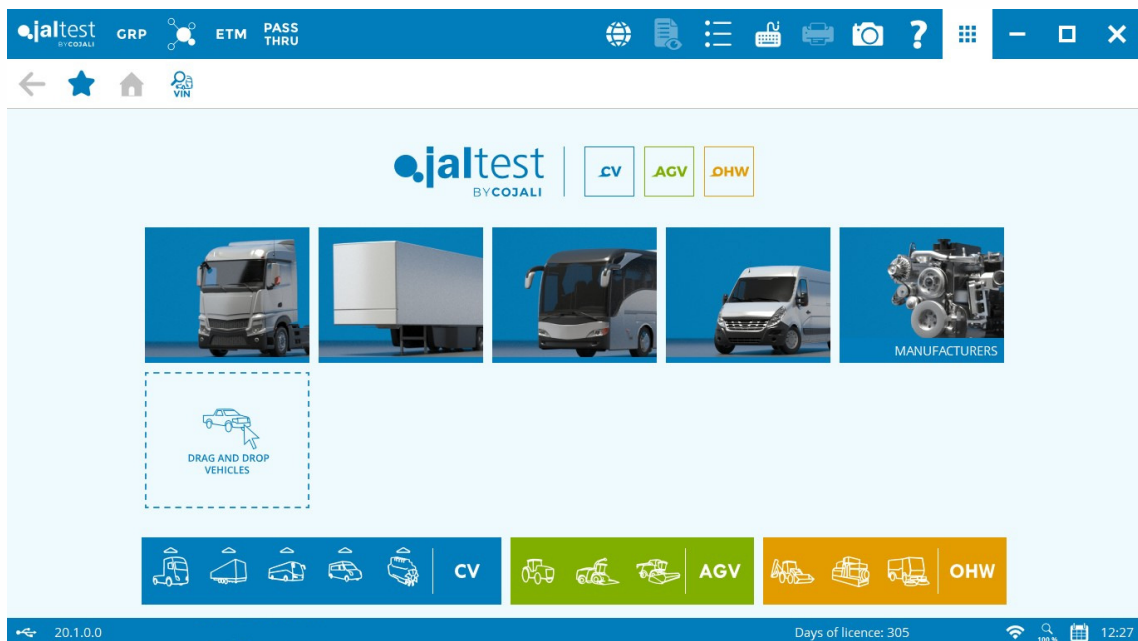 jaltest
BY COJALI
GRP
ETM
PASS
THRU
?
VIN
jaltest
BY COJALI
CV
AGV
OHW
MANUFACTURERS
DRAG AND DROP
VEHICLES
CV
AGV
OHW
20.1.0.0
Days of licence: 305
100 %
12:27